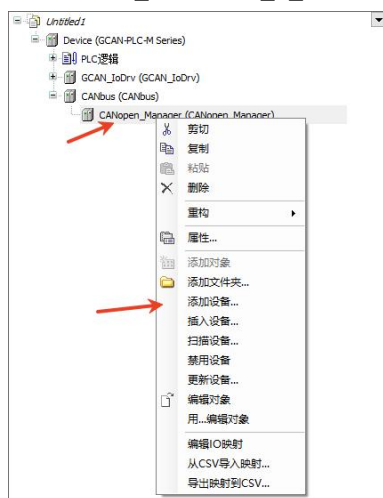 Untitled1
Device (GCAN-PLC-M Series)
PLC逻辑
GCAN_IoDrv (GCAN_IoDrv)
CANbus (CANbus)
CANopen_Manager (CANopen_Manager)
剪切
复制
粘贴
删除
重构
属性...
添加对象
添加文件夹...
添加设备...
插入设备...
扫描设备...
禁用设备
更新设备...
编辑对象
用...编辑对象
编辑IO映射
从CSV导入映射...
导出映射到CSV...